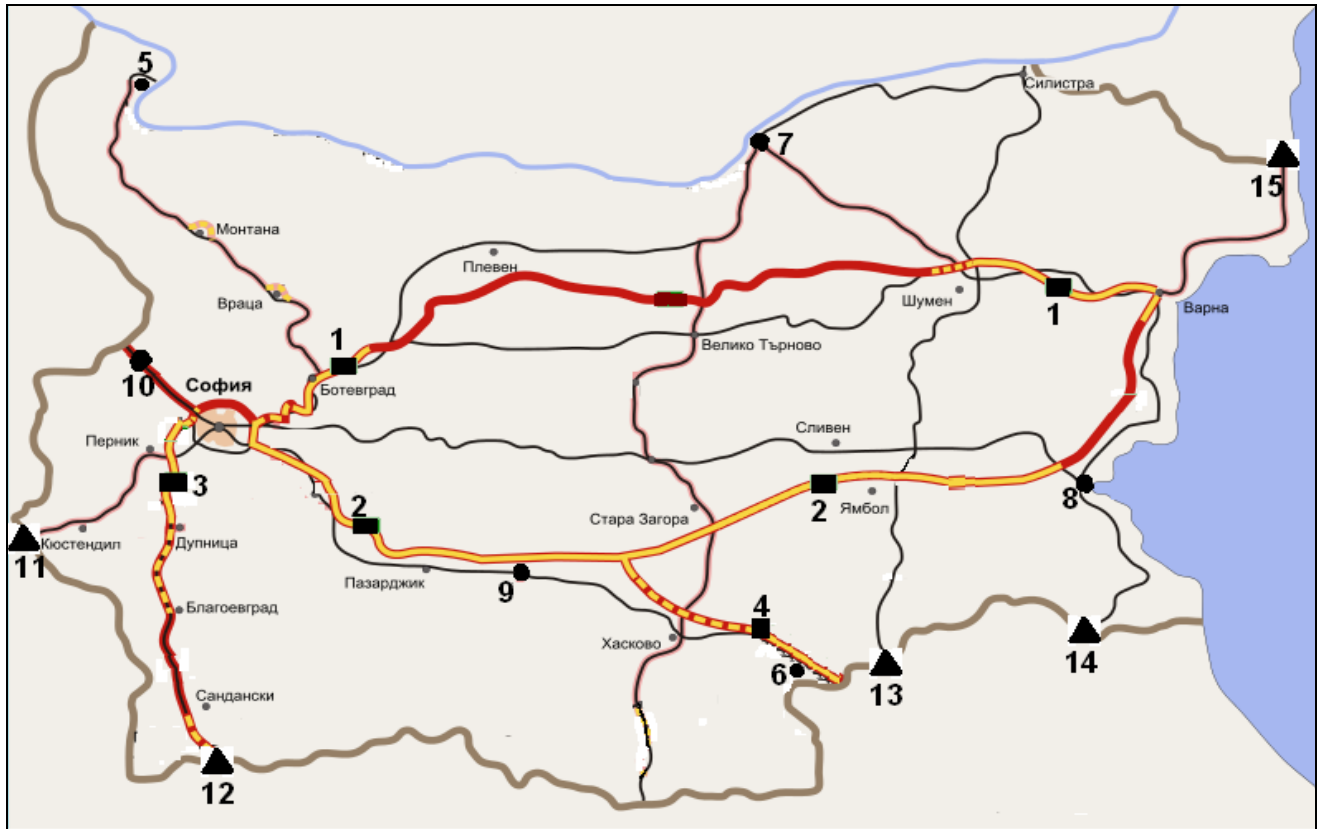 5
Силистра
7
15
Монтана
Плевен
Враца
Шумен
1
Варна
1
Велико Търново
10
София
Ботевград
Перник
Сливен
3
2
2
Ямбол
8
Стара Загора
Кюстендил
11
Дупница
Пазарджик
9
Благоевград
4
Хасково
6
13
14
Сандански
12